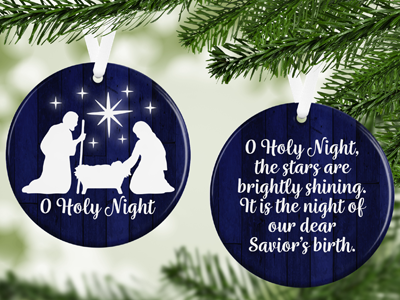 O Holy Night
O Holy Night,
the stars are
brightly shining.
It is the night of
our dear
Savior's birth.